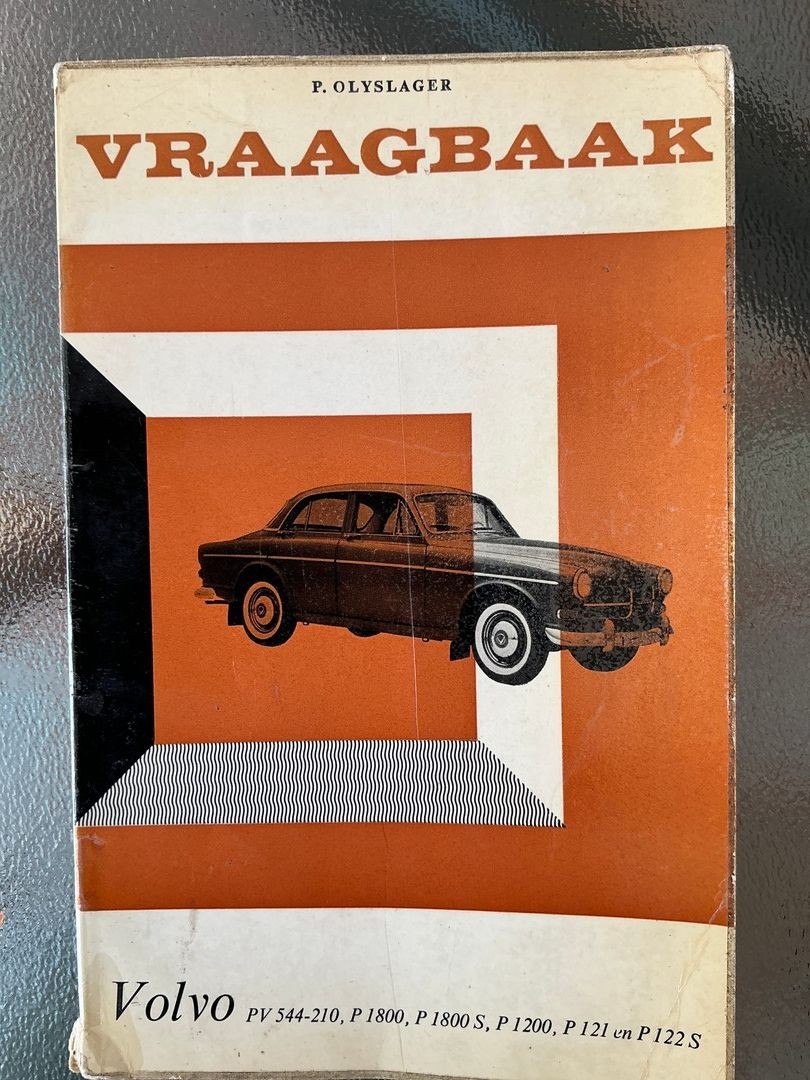 P. OLYSLAGER
VRAAGBAAK
Volvo PV 544-210, P 1800, P 1800 S, P 1200, P 121 en P 122 S